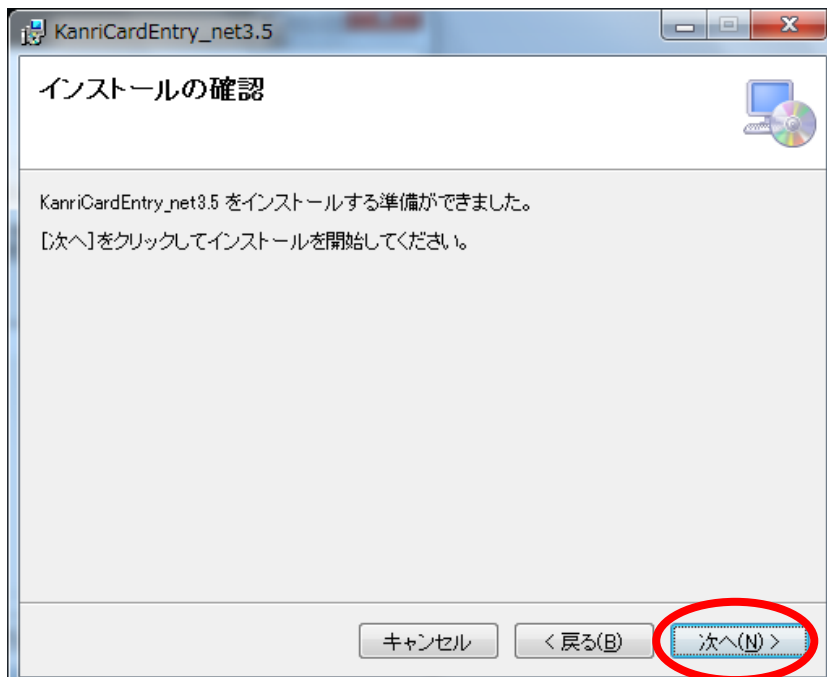 KanriCardEntry_net3.5
インストールの確認
KanriCardEntry_net3.5 をインストールする準備ができました。
[次へ]をクリックしてインストールを開始してください。
キャンセル
< 戻る(B)
次へ(N) >